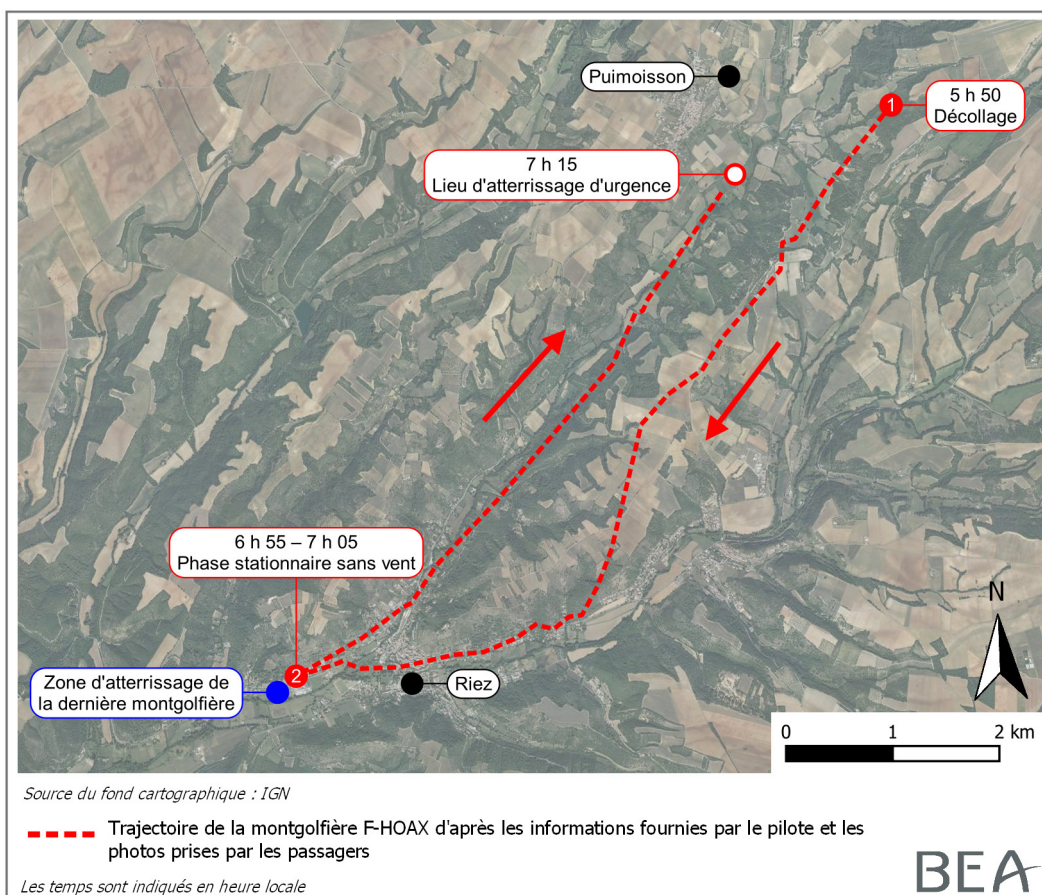 Puimoisson
1
5 h 50
Décollage
7 h 15
Lieu d'atterrissage d'urgence
6 h 55 – 7 h 05
Phase stationnaire sans vent
2
Zone d'atterrissage de
la dernière montgolfière
Riez
N
0 1 2 km
Source du fond cartographique : IGN
Trajectoire de la montgolfière F-HOAX d'après les informations fournies par le pilote et les
photos prises par les passagers
Les temps sont indiqués en heure locale
BEA